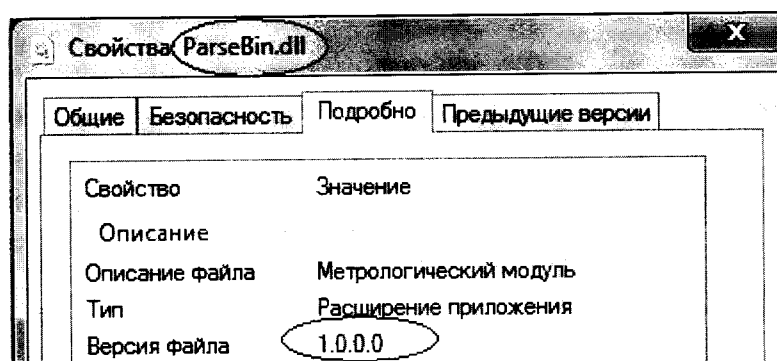 Свойства: ParseBin.dll
X
Общие Безопасность Подробно Предыдущие версии
Свойство Значение
Описание
Описание файла Метрологический модуль
Тип Расширение приложения
Версия файла 1.0.0.0